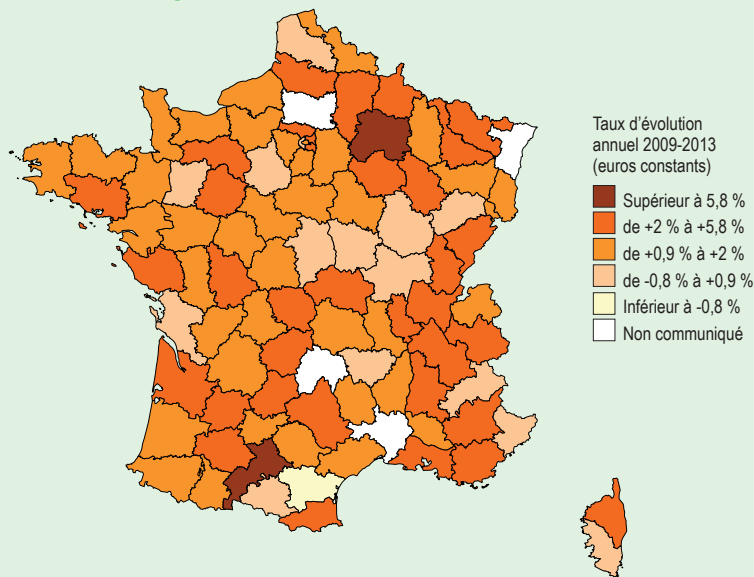 Taux d'évolution
annuel 2009-2013
(euros constants)
Supérieur à 5,8 %
de +2 % à +5,8 %
de +0,9 % à +2 %
de -0,8 % à +0,9 %
Inférieur à -0,8 %
Non communiqué